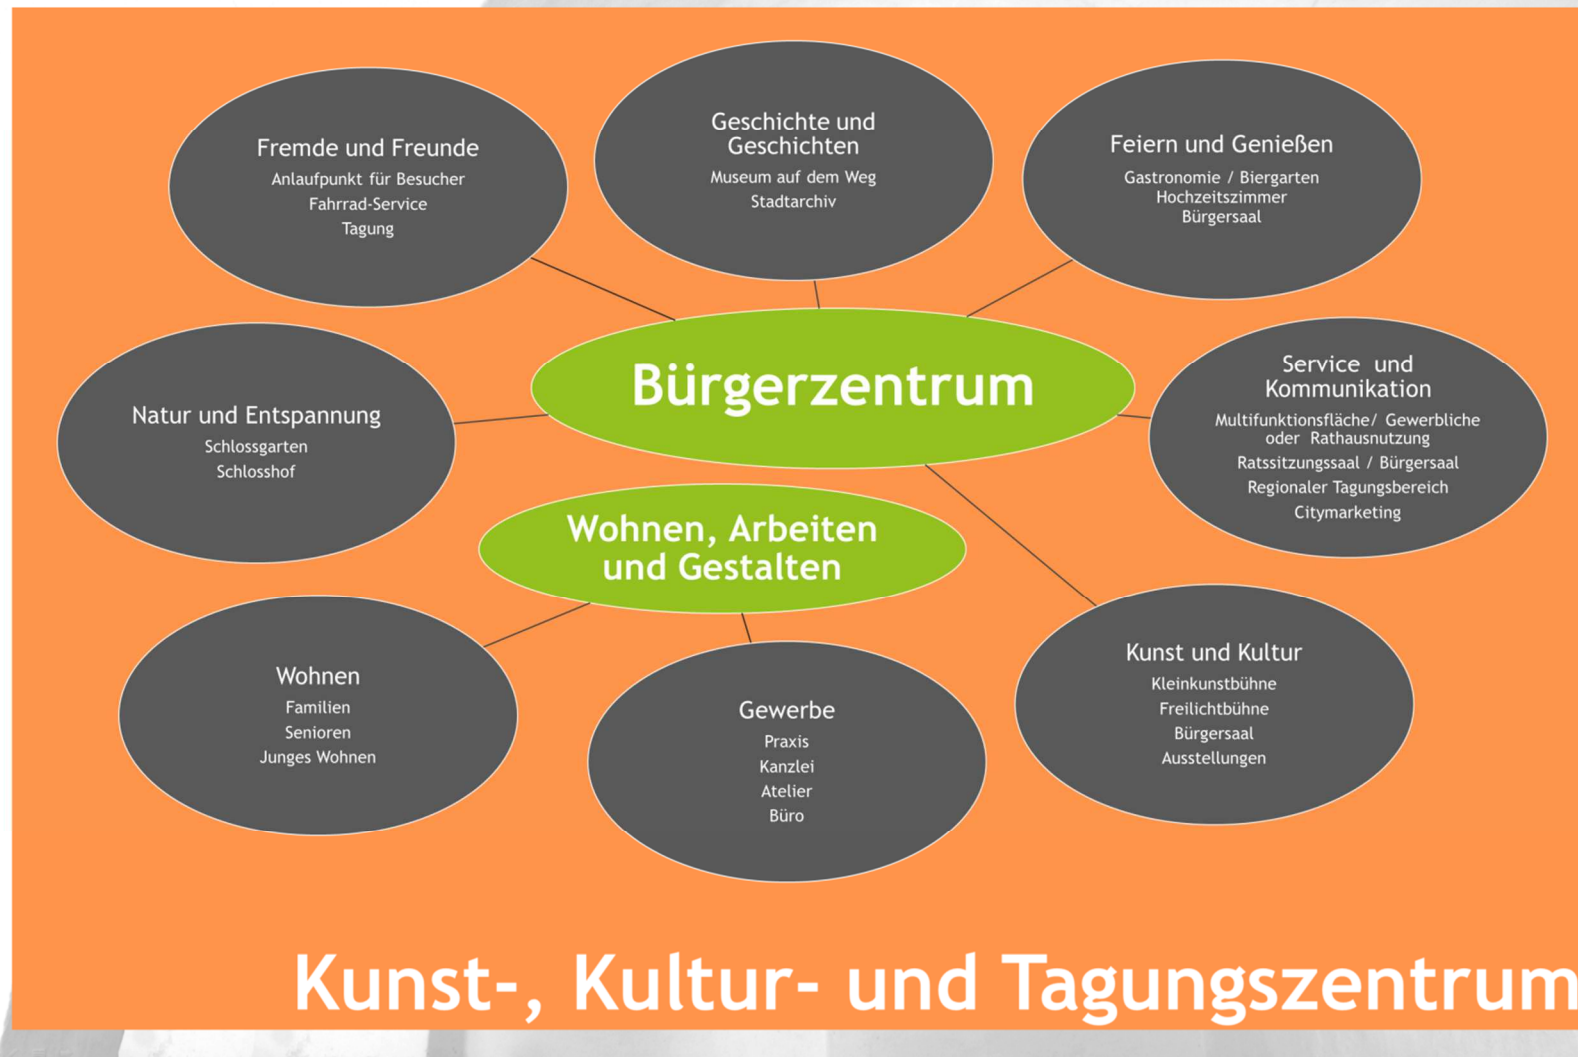 Fremde und Freunde
Anlaufpunkt für Besucher
Fahrrad-Service
Tagung
Geschichte und
Geschichten
Museum auf dem Weg
Stadtarchiv
Feiern und Genießen
Gastronomie / Biergarten
Hochzeitszimmer
Bürgersaal
Bürgerzentrum
Natur und Entspannung
Schlossgarten
Schlosshof
Service und
Kommunikation
Multifunktionsfläche/ Gewerbliche
oder Rathausnutzung
Ratssitzungssaal / Bürgersaal
Regionaler Tagungsbereich
Citymarketing
Wohnen, Arbeiten
und Gestalten
Wohnen
Familien
Senioren
Junges Wohnen
Gewerbe
Praxis
Kanzlei
Atelier
Büro
Kunst und Kultur
Kleinkunstbühne
Freilichtbühne
Bürgersaal
Ausstellungen
Kunst-, Kultur- und Tagungszentrum